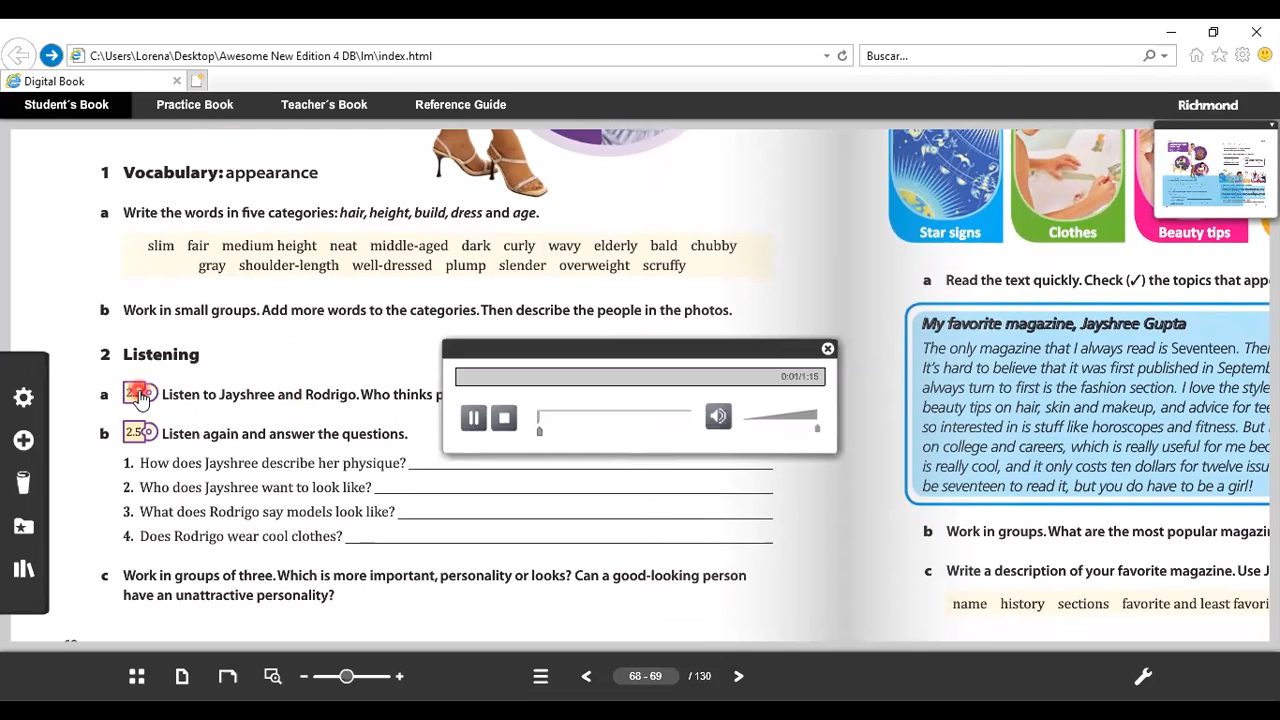 C:\Users\Lorena\Desktop\Awesome New Edition 4 DB\lm\index.html
Buscar...
Digital Book
Student´s Book Practice Book Teacher´s Book Reference Guide
Richmond
1 Vocabulary: appearance
a Write the words in five categories: hair, height, build, dress and age.
slim fair medium height neat middle-aged dark curly wavy elderly bald chubby
gray shoulder-length well-dressed plump slender overweight scruffy
b Work in small groups. Add more words to the categories. Then describe the people in the photos.
2 Listening
a Listen to Jayshree and Rodrigo. Who thinks
b 2.5 Listen again and answer the questions.
1. How does Jayshree describe her physique?
2. Who does Jayshree want to look like?
3. What does Rodrigo say models look like?
4. Does Rodrigo wear cool clothes?
c Work in groups of three. Which is more important, personality or looks? Can a good-looking person
have an unattractive personality?
0:01/1:15
Star signs Clothes Beauty tips
a Read the text quickly. Check (✓) the topics that
My favorite magazine, Jayshree Gupta
The only magazine that I always read is Seventeen.
It's hard to believe that it was first published in
always turn to first is the fashion section. I love the
beauty tips on hair, skin and makeup, and advice for
so interested in is stuff like horoscopes and fitness. But
on college and careers, which is really useful for me
is really cool, and it only costs ten dollars for twelve
be seventeen to read it, but you do have to be a girl!
b Work in groups. What are the most popular
c Write a description of your favorite magazine. Use
name history sections favorite and least
68 - 69 / 130